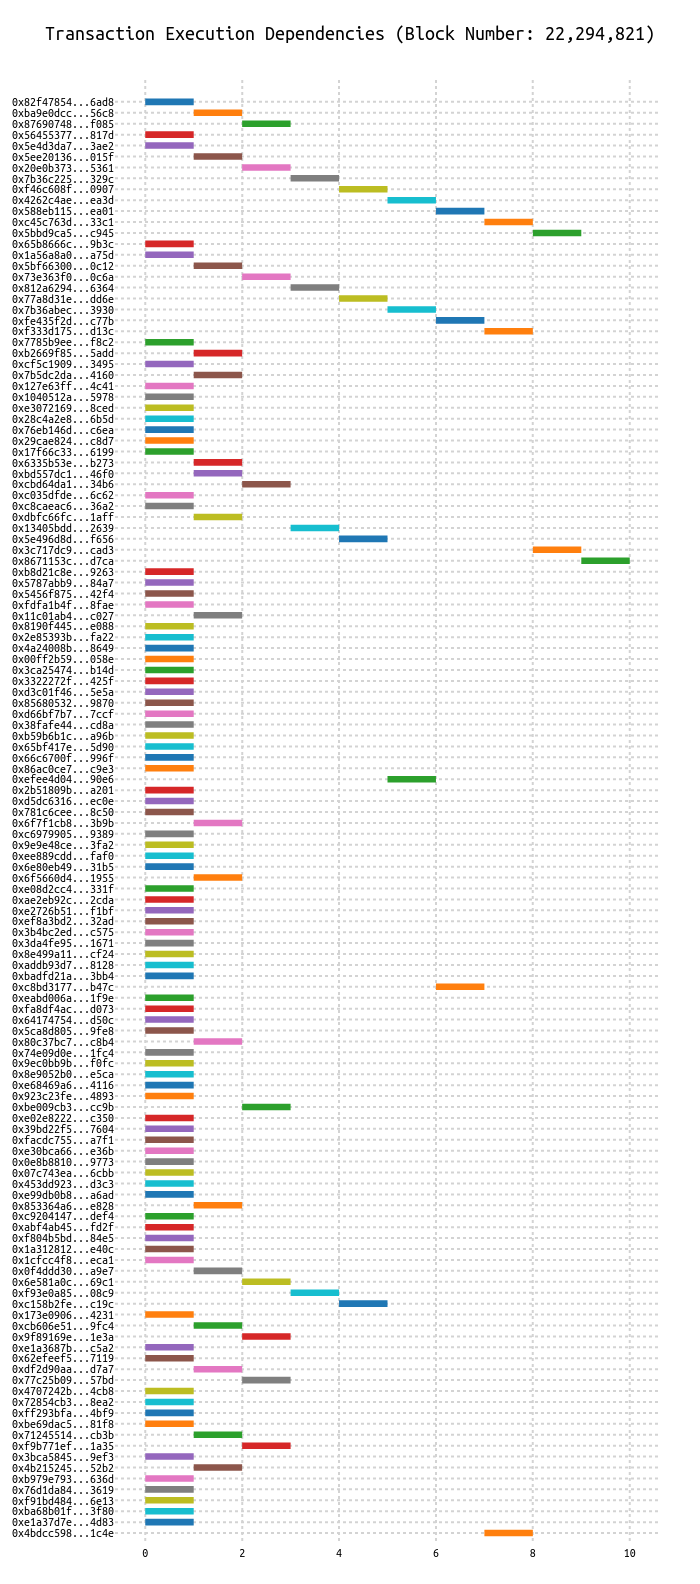 Transaction Execution Dependencies (Block Number: 22,294,821)
0x82f47854...6ad8
0xba9e0dcc...56c8
0x87690748...f085
0x56455377...817d
0x5e4d3da7...3ae2
0x5ee20136...015f
0x20e0b373...5361
0x7b36c225...329c
0xf46c608f...0907
0x4262c4ae...ea3d
0x588eb115...ea01
0xc45c763d...33c1
0x5bbd9ca5...c945
0x65b8666c...9b3c
0x1a56a8a0...a75d
0x5bf66300...0c12
0x73e363f0...0c6a
0x812a6294...6364
0x77a8d31e...dd6e
0x7b36abec...3930
0xfe435f2d...c77b
0xf333d175...d13c
0x7785b9ee...f8c2
0xb2669f85...5add
0xcf5c1909...3495
0x7b5dc2da...4160
0x127e63ff...4c41
0x1040512a...5978
0xe3072169...8ced
0x28c4a2e8...6b5d
0x76eb146d...c6ea
0x29cae824...c8d7
0x17f66c33...6199
0x6335b53e...b273
0xbd557dc1...46f0
0xcbd64da1...34b6
0xc035dfde...6c62
0xc8caeac6...36a2
0xdbfc66fc...1aff
0x13405bdd...2639
0x5e496d8d...f656
0x3c717dc9...cad3
0x8671153c...d7ca
0xb8d21c8e...9263
0x5787abb9...84a7
0x5456f875...42f4
0xfdfa1b4f...8fae
0x11c01ab4...c027
0x8190f445...e088
0x2e85393b...fa22
0x4a24008b...8649
0x00ff2b59...058e
0x3ca25474...b14d
0x3322272f...425f
0xd3c01f46...5e5a
0x85680532...9870
0xd66bf7b7...7ccf
0x38fafe44...cd8a
0xb59b6b1c...a96b
0x65bf417e...5d90
0x66c6700f...996f
0x86ac0ce7...c9e3
0xefee4d04...90e6
0x2b51809b...a201
0xd5dc6316...ec0e
0x781c6cee...8c50
0x6f7f1cb8...3b9b
0xc6979905...9389
0x9e9e48ce...3fa2
0xee889cdd...faf0
0x6e80eb49...31b5
0x6f5660d4...1955
0xe08d2cc4...331f
0xae2eb92c...2cda
0xe2726b51...f1bf
0xef8a3bd2...32ad
0x3b4bc2ed...c575
0x3da4fe95...1671
0x8e499a11...cf24
0xaddb93d7...8128
0xbadfd21a...3bb4
0xc8bd3177...b47c
0xeabd006a...1f9e
0xfa8df4ac...d073
0x64174754...d50c
0x5ca8d805...9fe8
0x80c37bc7...c8b4
0x74e09d0e...1fc4
0x9ec0bb9b...f0fc
0x8e9052b0...e5ca
0xe68469a6...4116
0x923c23fe...4893
0xbe009cb3...cc9b
0xe02e8222...c350
0x39bd22f5...7604
0xfacdc755...a7f1
0xe30bca66...e36b
0x0e8b8810...9773
0x07c743ea...6cbb
0x453dd923...d3c3
0xe99db0b8...a6ad
0x853364a6...e828
0xc9204147...def4
0xabf4ab45...fd2f
0xf804b5bd...84e5
0x1a312812...e40c
0x1cfcc4f8...eca1
0x0f4ddd30...a9e7
0x6e581a0c...69c1
0xf93e0a85...08c9
0xc158b2fe...c19c
0x173e0906...4231
0xcb606e51...9fc4
0x9f89169e...1e3a
0xe1a3687b...c5a2
0x62efeef5...7119
0xdf2d90aa...d7a7
0x77c25b09...57bd
0x4707242b...4cb8
0x72854cb3...8ea2
0xff293bfa...4bf9
0xbe69dac5...81f8
0x71245514...cb3b
0xf9b771ef...1a35
0x3bca5845...9ef3
0x4b215245...52b2
0xb979e793...636d
0x76d1da84...3619
0xf91bd484...6e13
0xba68b01f...3f80
0xe1a37d7e...4d83
0x4bdcc598...1c4e
0 2 4 6 8 10